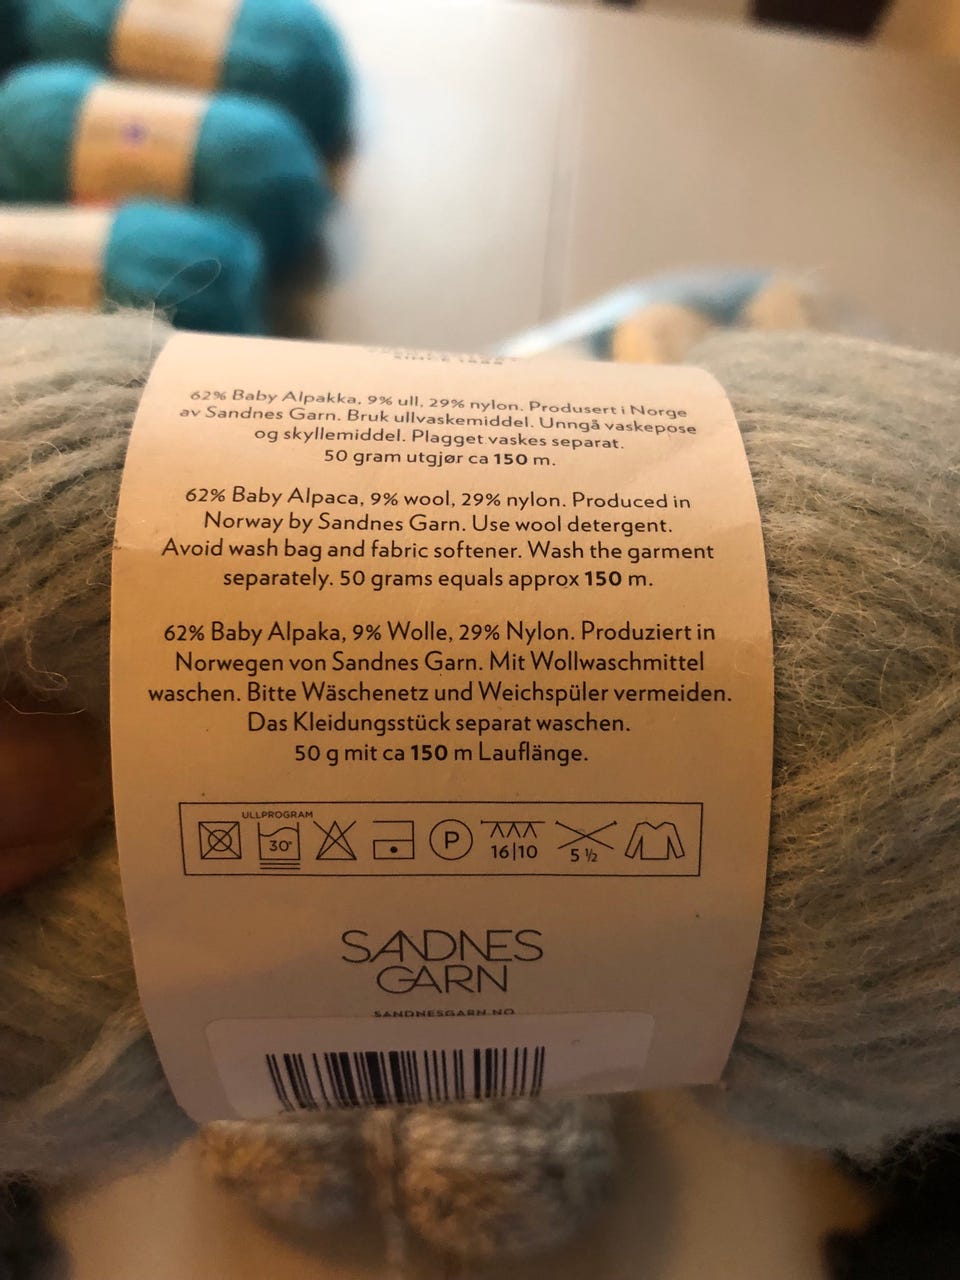 SINCE 1888
62% Baby Alpakka, 9% ull, 29% nylon. Produsert i Norge
av Sandnes Garn. Bruk ullvaskemiddel. Unngå vaskepose
og skyllemiddel. Plagget vaskes separat.
50 gram utgjør ca 150 m.
62% Baby Alpaca, 9% wool, 29% nylon. Produced in
Norway by Sandnes Garn. Use wool detergent.
Avoid wash bag and fabric softener. Wash the garment
separately. 50 grams equals approx 150 m.
62% Baby Alpaka, 9% Wolle, 29% Nylon. Produziert in
Norwegen von Sandnes Garn. Mit Wollwaschmittel
waschen. Bitte Wäschenetz und Weichspüler vermeiden.
Das Kleidungsstück separat waschen.
50 g mit ca 150 m Lauflänge.
ULLPROGRAM
30° P 16|10 5 ½
SANDNES
GARN
SANDNESGARN.NO